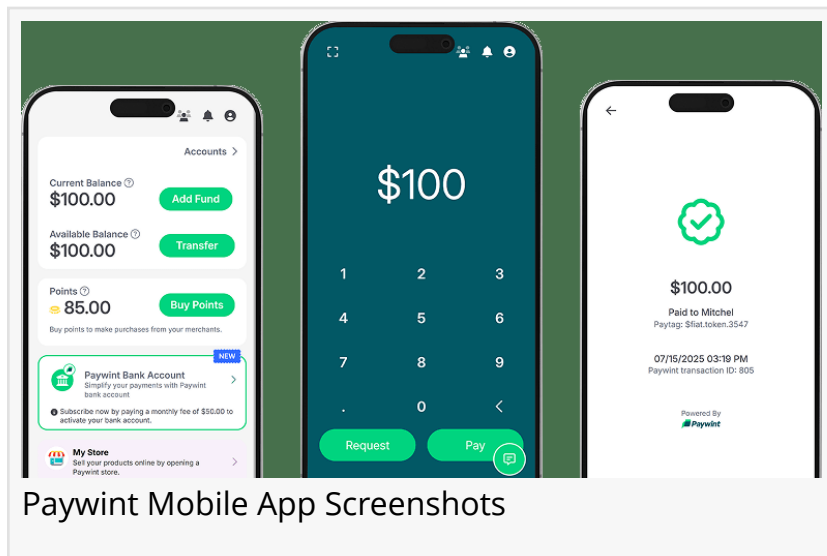 Accounts >
Current Balance
$100.00
Add Fund
Available Balance
$100.00
Transfer
Points
85.00
Buy Points
Buy points to make purchases from your merchants.
NEW
Paywint Bank Account
Simplify your payments with Paywint
bank account
Subscribe now by paying a monthly fee of $50.00 to
activate your bank account.
My Store
Sell your products online by opening a
Paywint store.
$100
1 2 3
4 5 6
7 8 9
. 0 <
Request Pay
$100.00
Paid to Mitchel
Paytag: $fiat.token.3547
07/15/2025 03:19 PM
Paywint transaction ID: 805
Powered By
Paywint
Paywint Mobile App Screenshots